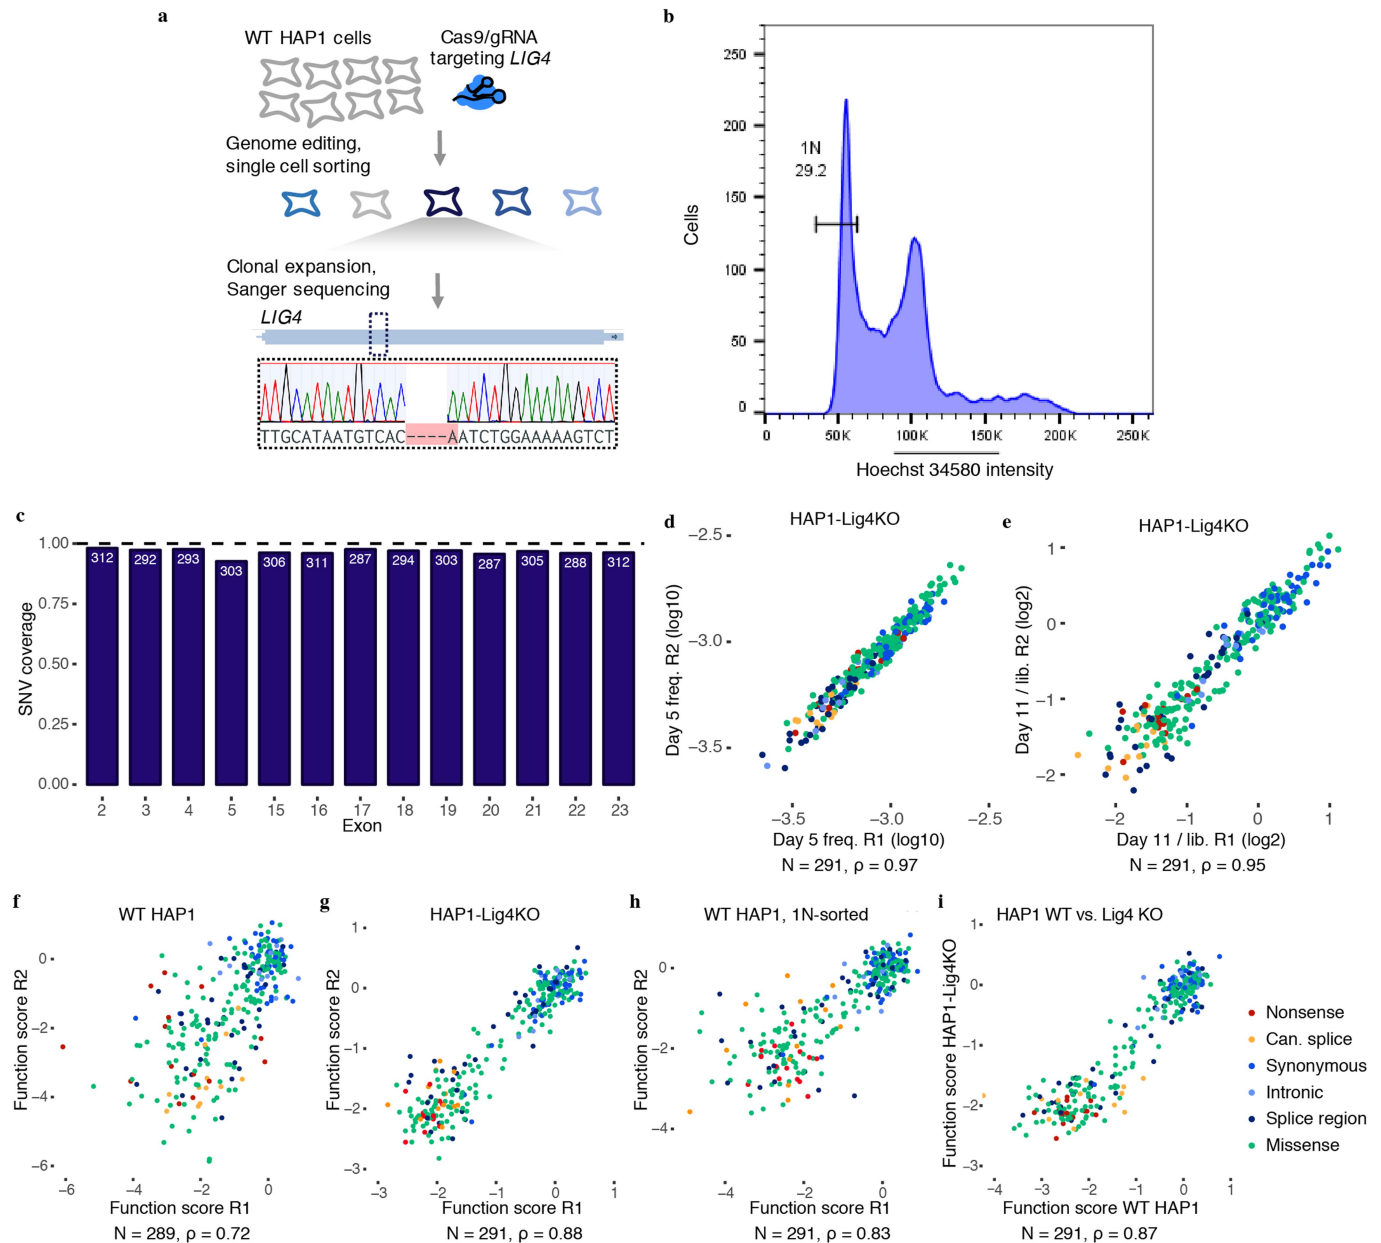 a
WT HAP1 cells
Cas9/gRNA
targeting LIG4
Genome editing,
single cell sorting
Clonal expansion,
Sanger sequencing
LIG4
TTGCATAATGTCAC----AATCTGGAAAAAGTCT
b
250
200
150
100
50
0
Cells
1N
29.2
0 50K 100K 150K 200K 250K
Hoechst 34580 intensity
c
SNV coverage
1.00
0.75
0.50
0.25
0.00
312 292 293 303 306 311 287 294 303 287 305 288 312
2 3 4 5 15 16 17 18 19 20 21 22 23
Exon
d
HAP1-Lig4KO
Day 5 freq. R2 (log10)
−2.5
−3.0
−3.5
−3.5 −3.0 −2.5
Day 5 freq. R1 (log10)
N = 291, ρ = 0.97
e
HAP1-Lig4KO
Day 11 / lib. R2 (log2)
1
0
−1
−2
−2 −1 0 1
Day 11 / lib. R1 (log2)
N = 291, ρ = 0.95
f
WT HAP1
Function score R2
0
−2
−4
−6
−6 −4 −2 0
Function score R1
N = 289, ρ = 0.72
g
HAP1-Lig4KO
Function score R2
1
0
−1
−2
−3
−3 −2 −1 0 1
Function score R1
N = 291, ρ = 0.88
h
WT HAP1, 1N-sorted
Function score R2
0
−2
−4
−4 −2 0
Function score R1
N = 291, ρ = 0.83
i
HAP1 WT vs. Lig4 KO
Function score HAP1-Lig4KO
1
0
−1
−2
−3
−4 −3 −2 −1 0 1
Function score WT HAP1
N = 291, ρ = 0.87
Nonsense
Can. splice
Synonymous
Intronic
Splice region
Missense